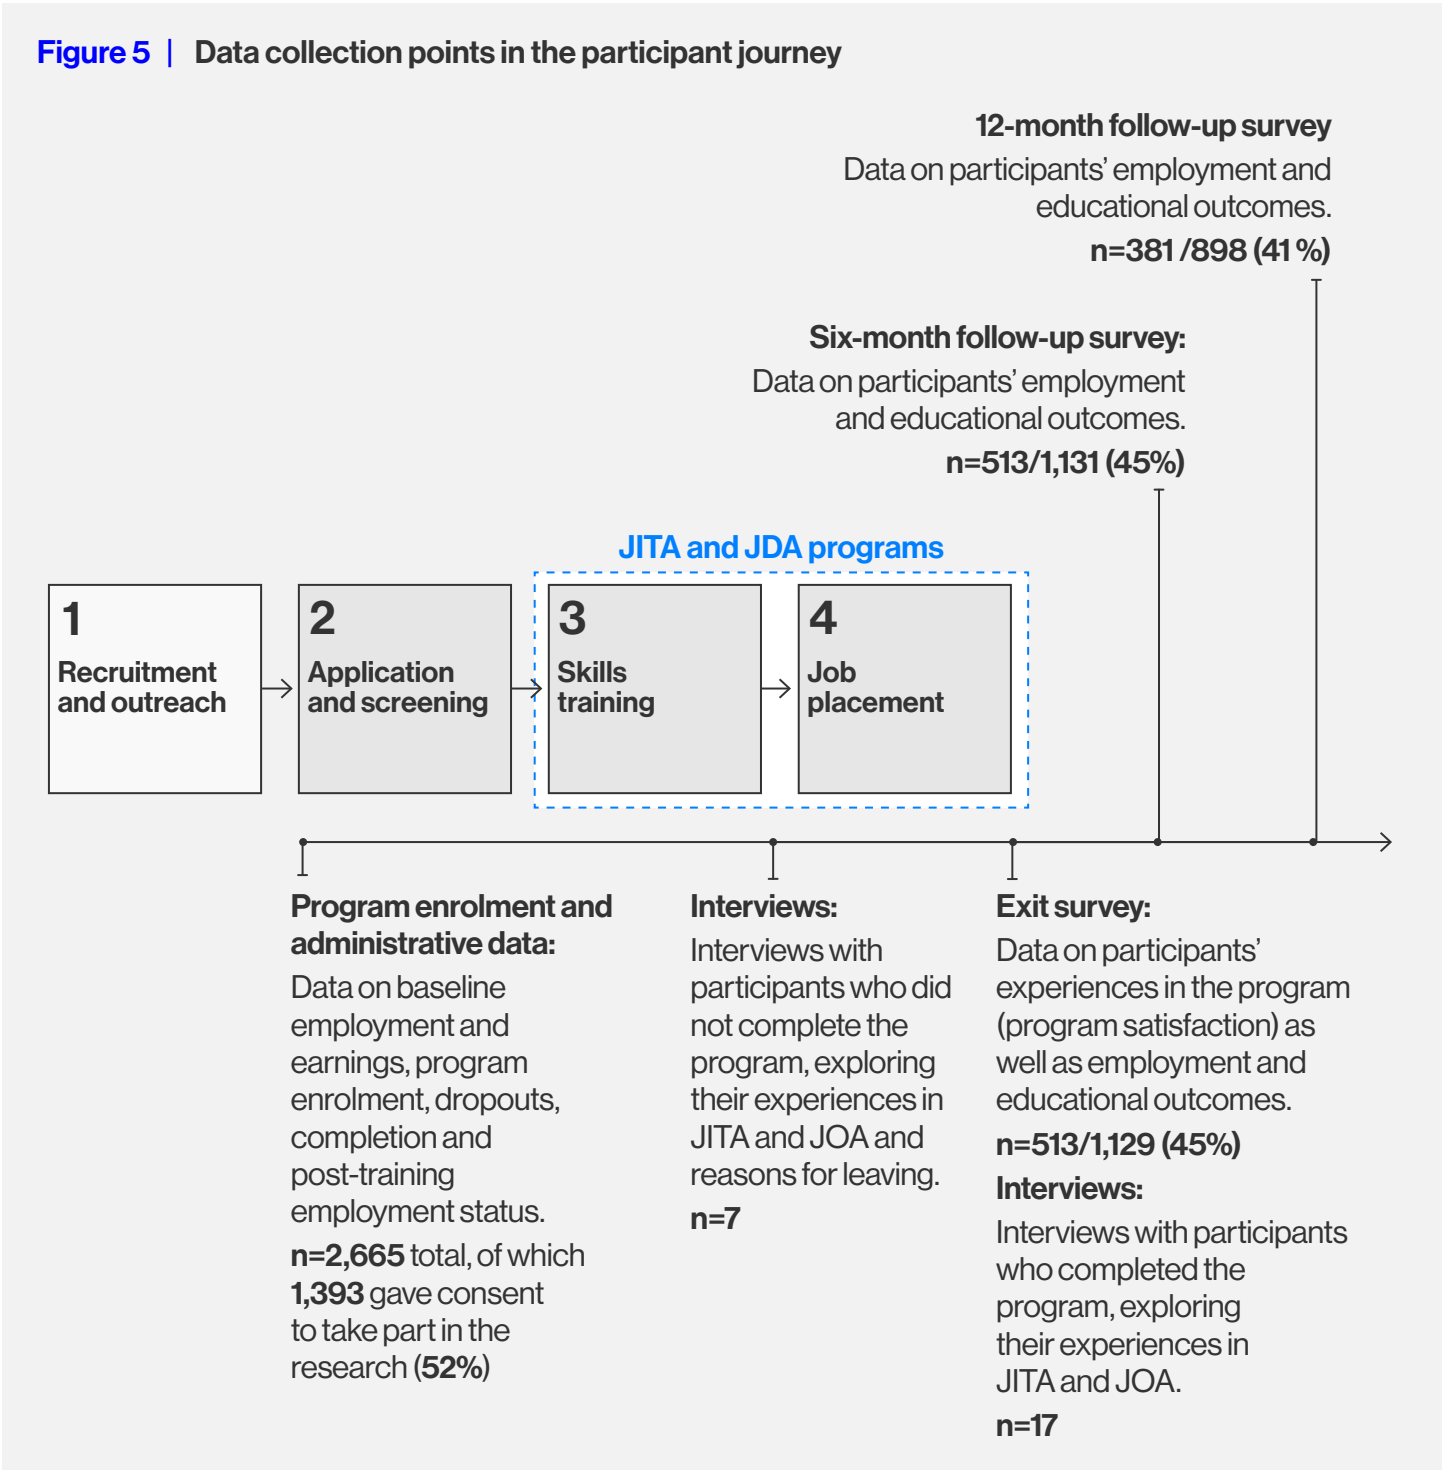 Figure 5 | Data collection points in the participant journey
12-month follow-up survey
Data on participants’ employment and
educational outcomes.
n=381/898 (41%)
Six-month follow-up survey:
Data on participants’ employment
and educational outcomes.
n=513/1,131 (45%)
JITA and JDA programs
1
Recruitment
and outreach
2
Application
and screening
3
Skills
training
4
Job
placement
Program enrolment and
administrative data:
Data on baseline
employment and
earnings, program
enrolment, dropouts,
completion and
post-training
employment status.
n=2,665 total, of which
1,393 gave consent
to take part in the
research (52%)
Interviews:
Interviews with
participants who did
not complete the
program, exploring
their experiences in
JITA and JOA and
reasons for leaving.
n=7
Exit survey:
Data on participants’
experiences in the program
(program satisfaction) as
well as employment and
educational outcomes.
n=513/1,129 (45%)
Interviews:
Interviews with participants
who completed the
program, exploring
their experiences in
JITA and JOA.
n=17